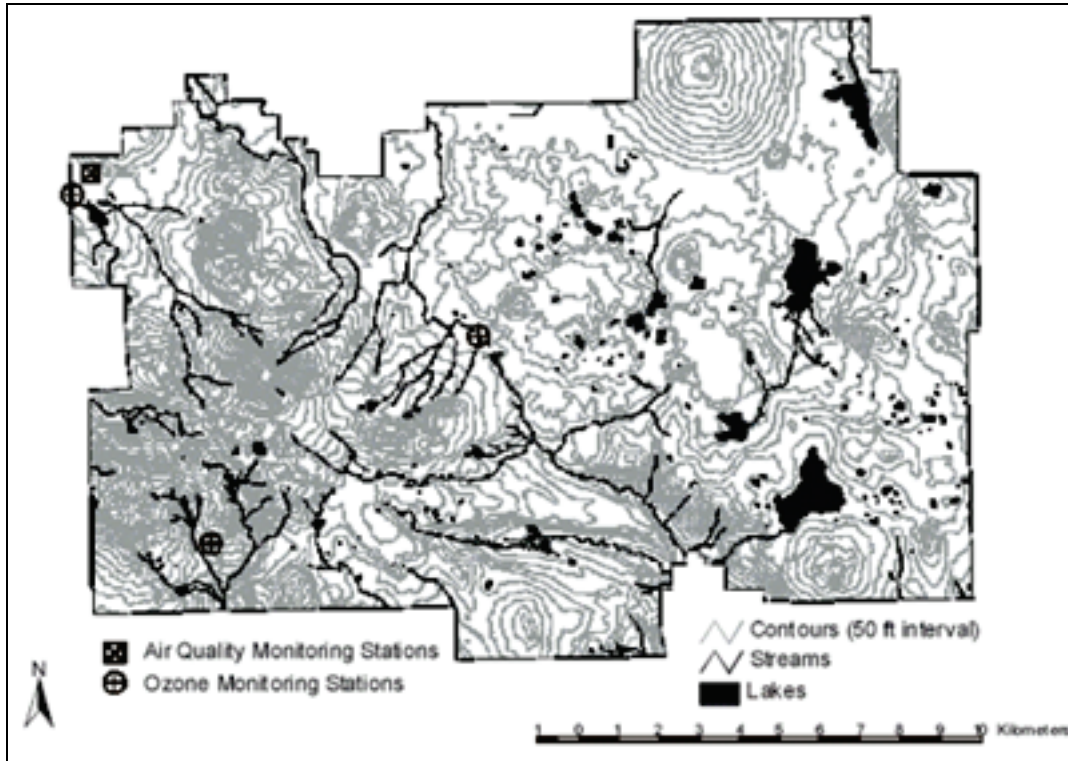 Air Quality Monitoring Stations
Ozone Monitoring Stations
N
Contours (50 ft interval)
Streams
Lakes
1 0 1 2 3 4 5 6 7 8 9 10 Kilometers